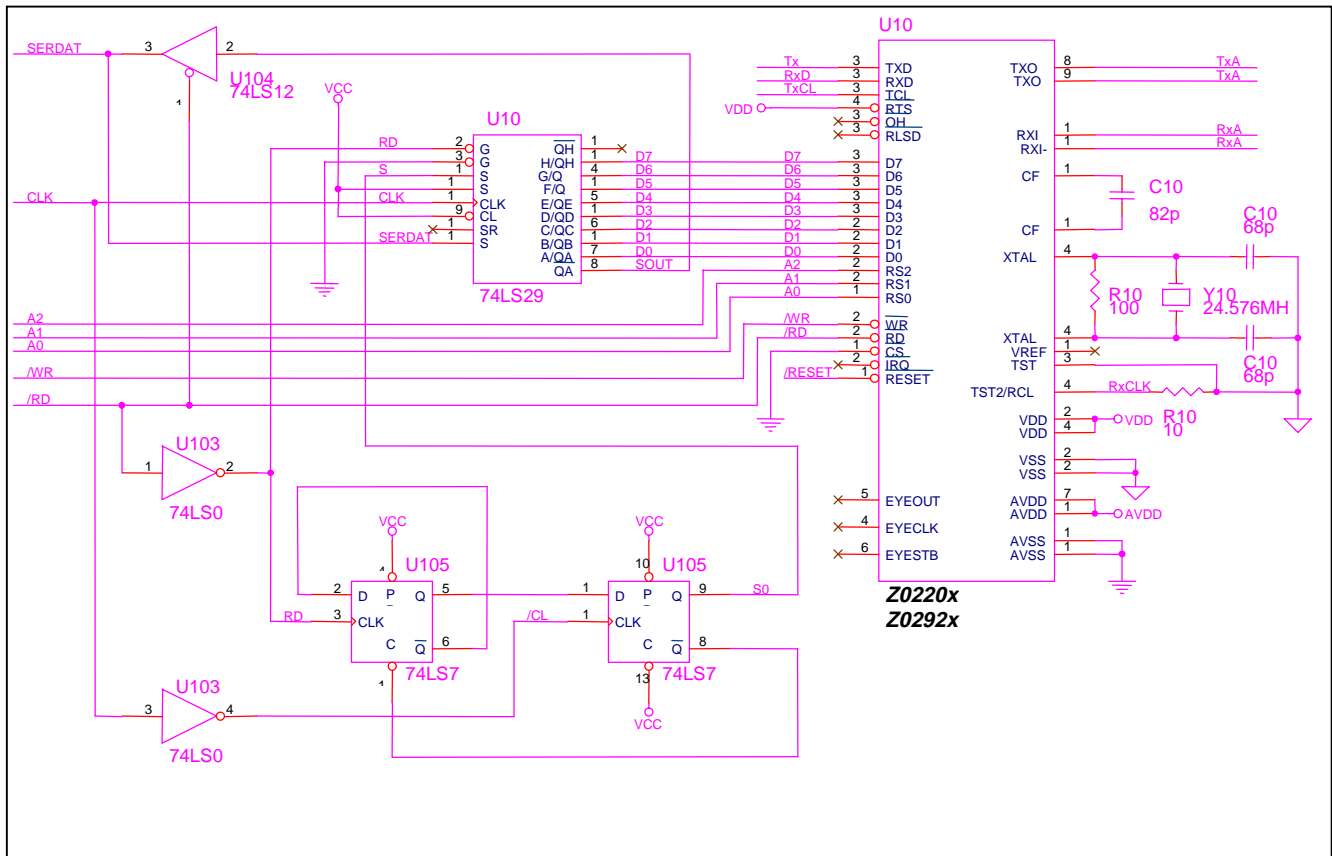 SERDAT
3
2
U104
74LS12
1
VCC
U10
RD
2
G
3
G
S
1
S
1
S
CLK
CLK
1
CLK
9
CL
1
SR
SERDAT
1
S
QH
1
H/QH
1
D7
G/Q
4
D6
F/Q
1
D5
E/QE
5
D4
D/QD
1
D3
C/QC
6
D2
B/QB
1
D1
A/QA
7
D0
QA
8
SOUT
74LS29
A2
A1
A0
/WR
/RD
U103
1
2
74LS0
U103
3
4
74LS0
VCC
U105
2
D
P
Q
5
RD
3
CLK
C
Q
6
74LS7
1
VCC
10
U105
1
D
P
Q
9
S0
/CL
1
CLK
C
Q
8
13
74LS7
VCC
U10
Tx
3
TXD
RxD
3
RXD
TxCL
3
TCL
VDD
4
RTS
3
OH
3
RLSD
D7
3
D7
D6
3
D6
D5
3
D5
D4
3
D4
D3
3
D3
D2
2
D2
D1
2
D1
D0
2
D0
A2
2
RS2
A1
2
RS1
A0
1
RS0
/WR
2
WR
/RD
2
RD
1
CS
2
IRQ
/RESET
1
RESET
5
EYEOUT
4
EYECLK
6
EYESTB
TXO
8
TxA
TXO
9
TxA
RXI
1
RxA
RXI-
1
RxA
CF
1
C10
82p
CF
1
C10
68p
XTAL
4
R10
100
Y10
24.576MH
XTAL
4
VREF
1
TST
3
C10
68p
TST2/RCL
4
RxCLK
R10
10
VDD
2
VDD
VDD
4
VSS
2
VSS
2
AVDD
7
AVDD
1
AVDD
AVSS
1
AVSS
1
Z0220x
Z0292x